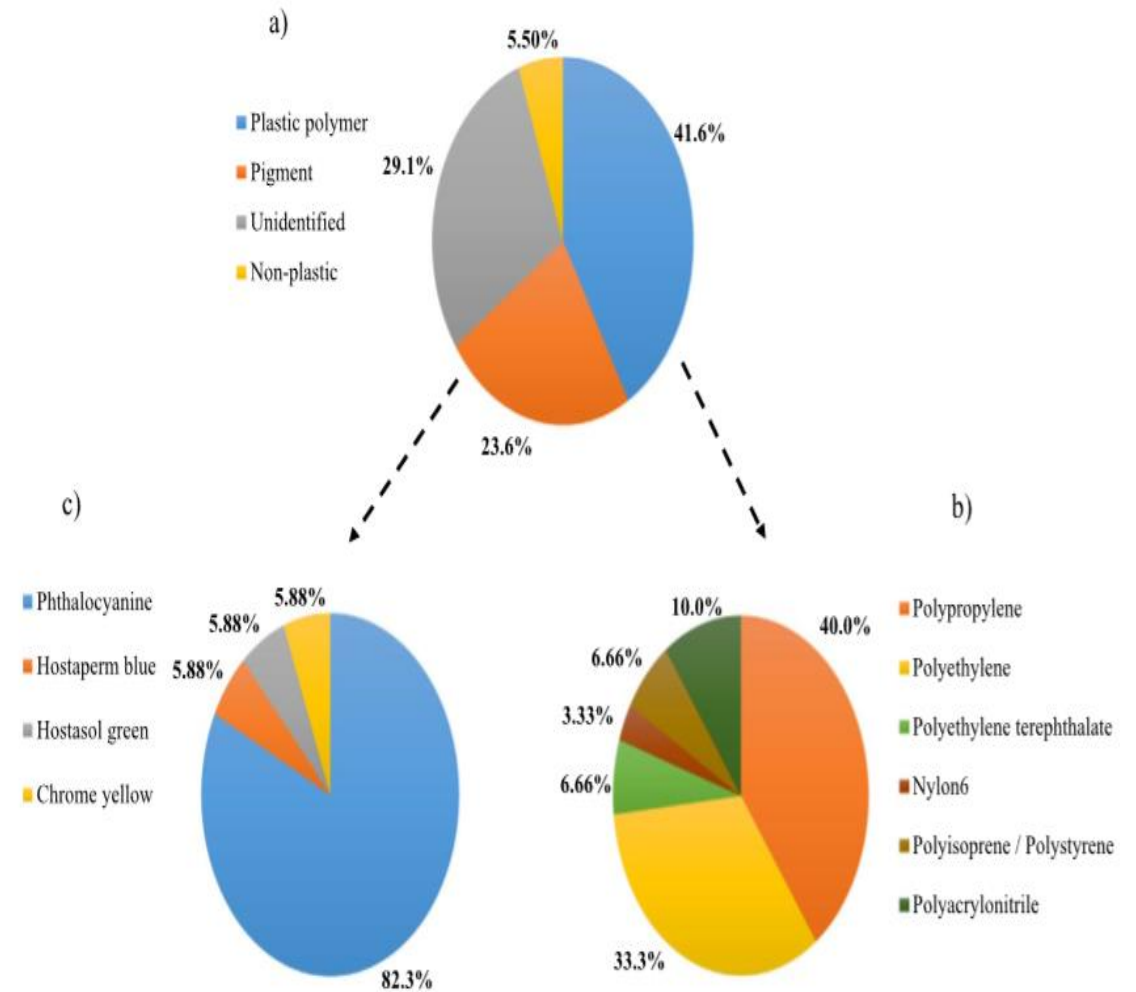 a)
5.50%
Plastic polymer
41.6%
29.1%
Pigment
Unidentified
Non-plastic
23.6%
c)
5.88%
Phthalocyanine
5.88%
Hostaperm blue
5.88%
Hostasol green
Chrome yellow
82.3%
b)
10.0%
Polypropylene
40.0%
6.66%
Polyethylene
3.33%
Polyethylene terephthalate
6.66%
Nylon6
Polyisoprene / Polystyrene
Polyacrylonitrile
33.3%